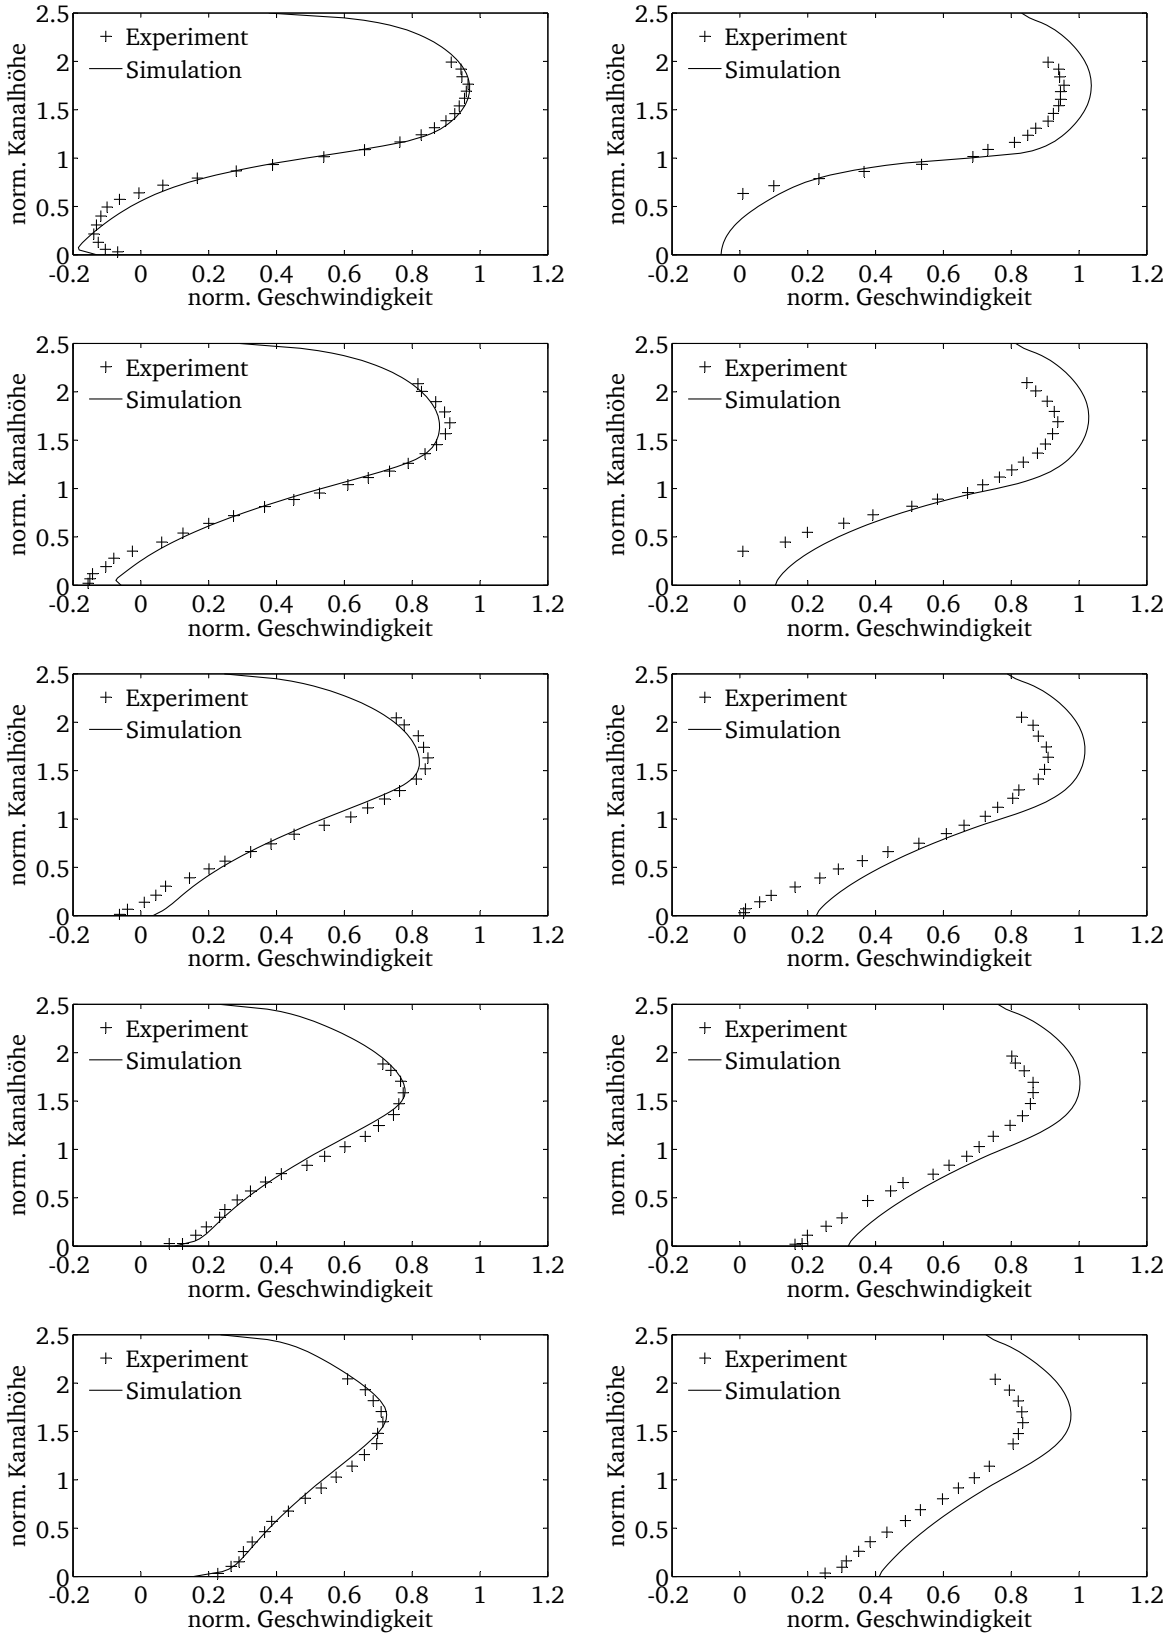 2.5
+ Experiment
2
— Simulation
1.5
1
0.5
0
norm. Kanalhöhe
-0.2 0 0.2 0.4 0.6 0.8 1 1.2
norm. Geschwindigkeit
2.5
+ Experiment
2
— Simulation
1.5
1
0.5
0
norm. Kanalhöhe
-0.2 0 0.2 0.4 0.6 0.8 1 1.2
norm. Geschwindigkeit
2.5
+ Experiment
2
— Simulation
1.5
1
0.5
0
norm. Kanalhöhe
-0.2 0 0.2 0.4 0.6 0.8 1 1.2
norm. Geschwindigkeit
2.5
+ Experiment
2
— Simulation
1.5
1
0.5
0
norm. Kanalhöhe
-0.2 0 0.2 0.4 0.6 0.8 1 1.2
norm. Geschwindigkeit
2.5
+ Experiment
2
— Simulation
1.5
1
0.5
0
norm. Kanalhöhe
-0.2 0 0.2 0.4 0.6 0.8 1 1.2
norm. Geschwindigkeit
2.5
+ Experiment
2
— Simulation
1.5
1
0.5
0
norm. Kanalhöhe
-0.2 0 0.2 0.4 0.6 0.8 1 1.2
norm. Geschwindigkeit
2.5
+ Experiment
2
— Simulation
1.5
1
0.5
0
norm. Kanalhöhe
-0.2 0 0.2 0.4 0.6 0.8 1 1.2
norm. Geschwindigkeit
2.5
+ Experiment
2
— Simulation
1.5
1
0.5
0
norm. Kanalhöhe
-0.2 0 0.2 0.4 0.6 0.8 1 1.2
norm. Geschwindigkeit
2.5
+ Experiment
2
— Simulation
1.5
1
0.5
0
norm. Kanalhöhe
-0.2 0 0.2 0.4 0.6 0.8 1 1.2
norm. Geschwindigkeit
2.5
+ Experiment
2
— Simulation
1.5
1
0.5
0
norm. Kanalhöhe
-0.2 0 0.2 0.4 0.6 0.8 1 1.2
norm. Geschwindigkeit